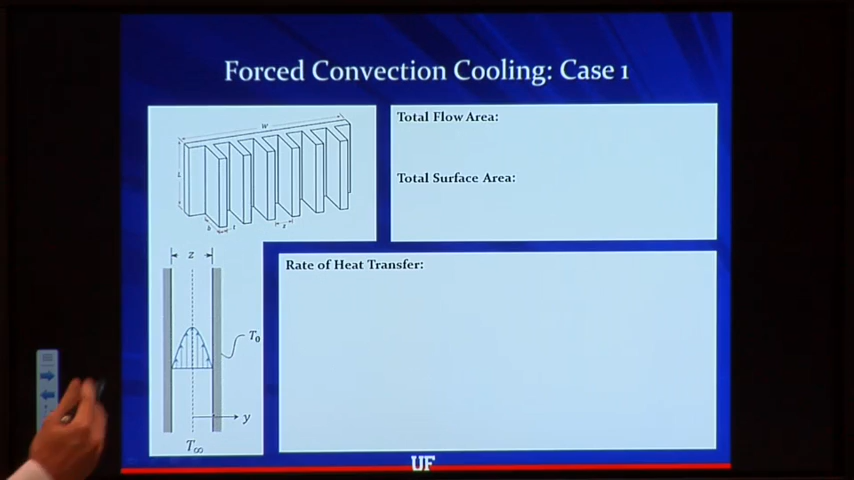 Forced Convection Cooling: Case 1
W
L
b
t
z
Total Flow Area:
Total Surface Area:
z
T₀
y
T∞
Rate of Heat Transfer:
UF